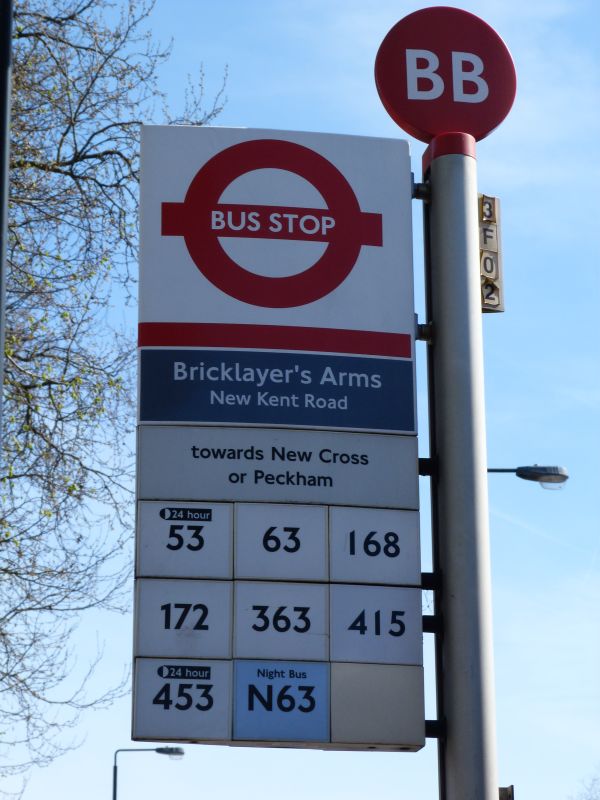 BB
BUS STOP
3
F
0
2
Bricklayer's Arms
New Kent Road
towards New Cross
or Peckham
24 hour
53
63
168
172
363
415
24 hour
453
Night Bus
N63